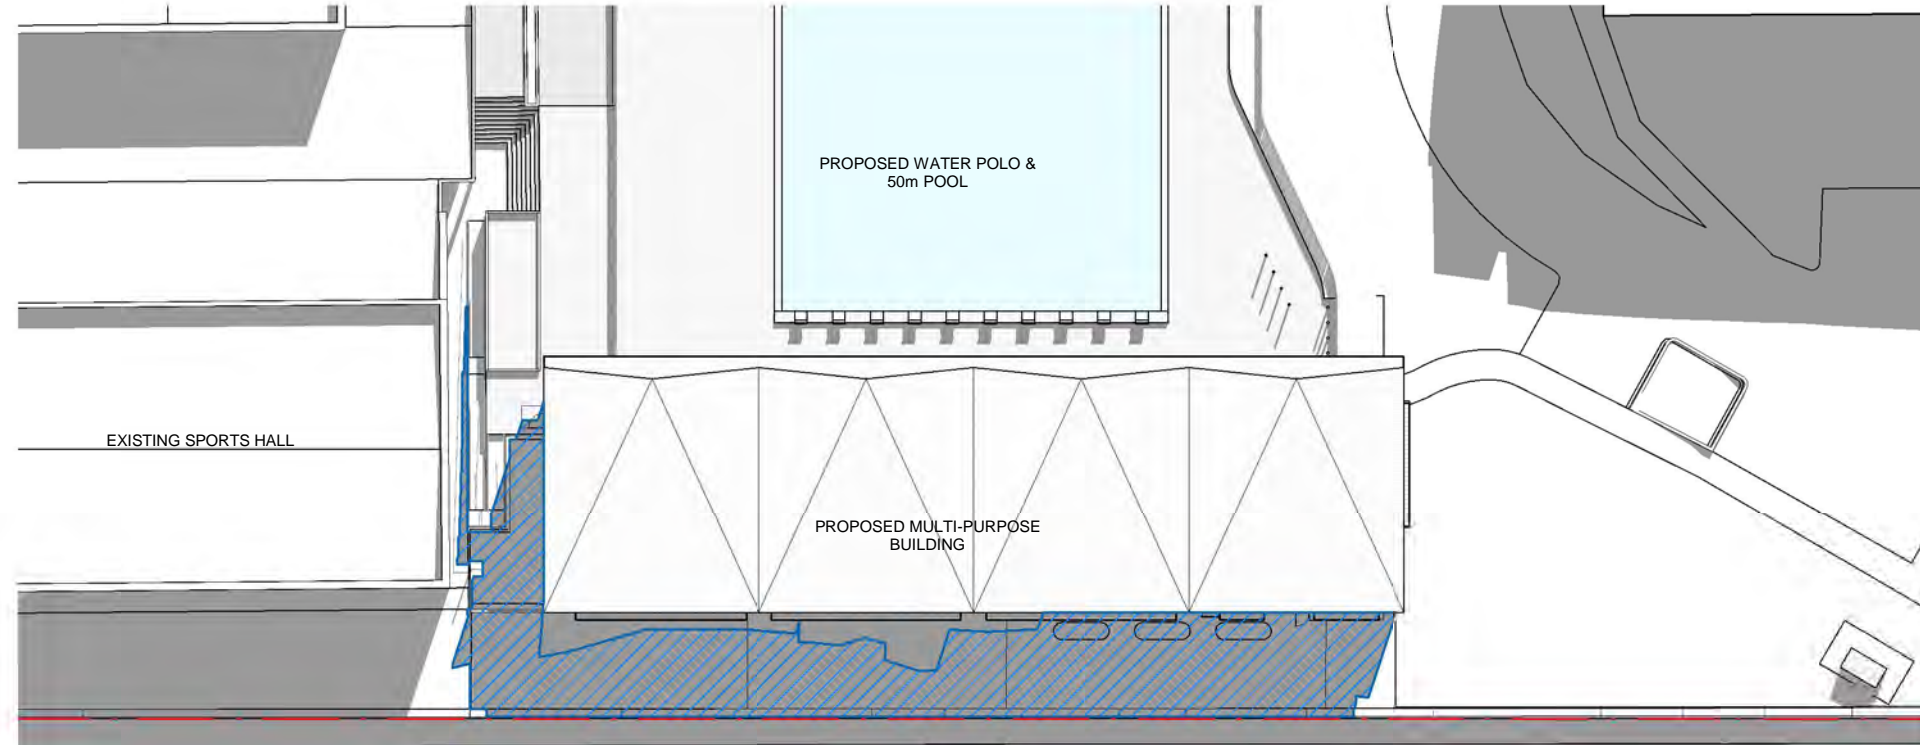 PROPOSED WATER POLO &
50m POOL
EXISTING SPORTS HALL
PROPOSED MULTI-PURPOSE
BUILDING